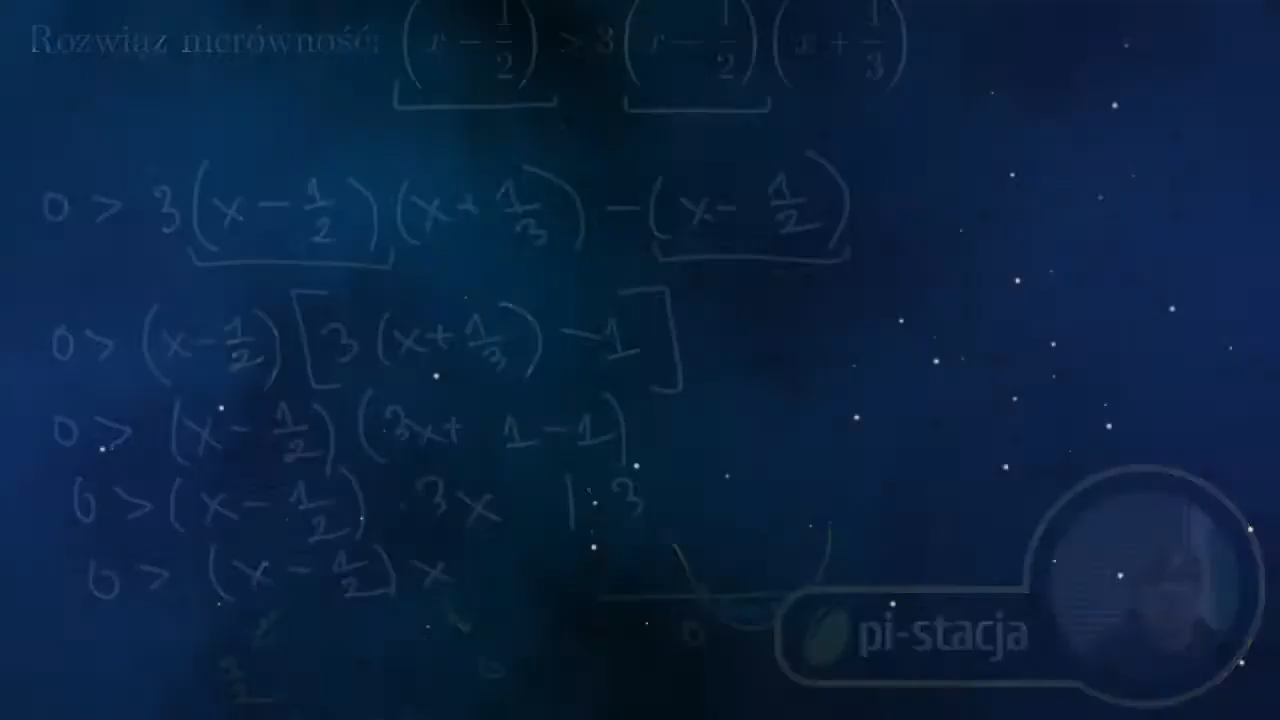 Rozwiąż nierówność: (x − 1/2) > 3 (x − 1/2) (x + 1/3)
0 > 3(x − 1/2)(x + 1/3) − (x − 1/2)
0 > (x − 1/2) [3 (x + 1/3) − 1]
0 > (x − 1/2) (3x + 1 − 1)
0 > (x − 1/2) · 3x | : 3
0 > (x − 1/2) x
0
pi-stacja